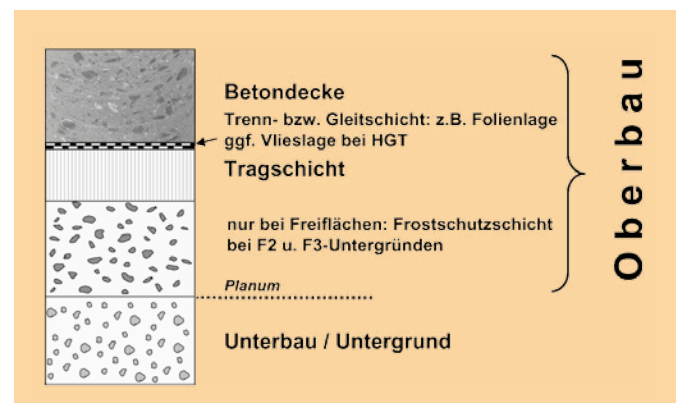 Betondecke
Trenn- bzw. Gleitschicht: z.B. Folienlage
ggf. Vlieslage bei HGT
Tragschicht
nur bei Freiflächen: Frostschutzschicht
bei F2 u. F3-Untergründen
Planum
Unterbau / Untergrund
Oberbau